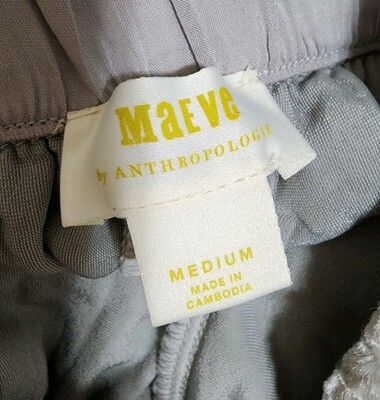 Maeve
by ANTHROPOLOGIE
MEDIUM
MADE IN
CAMBODIA